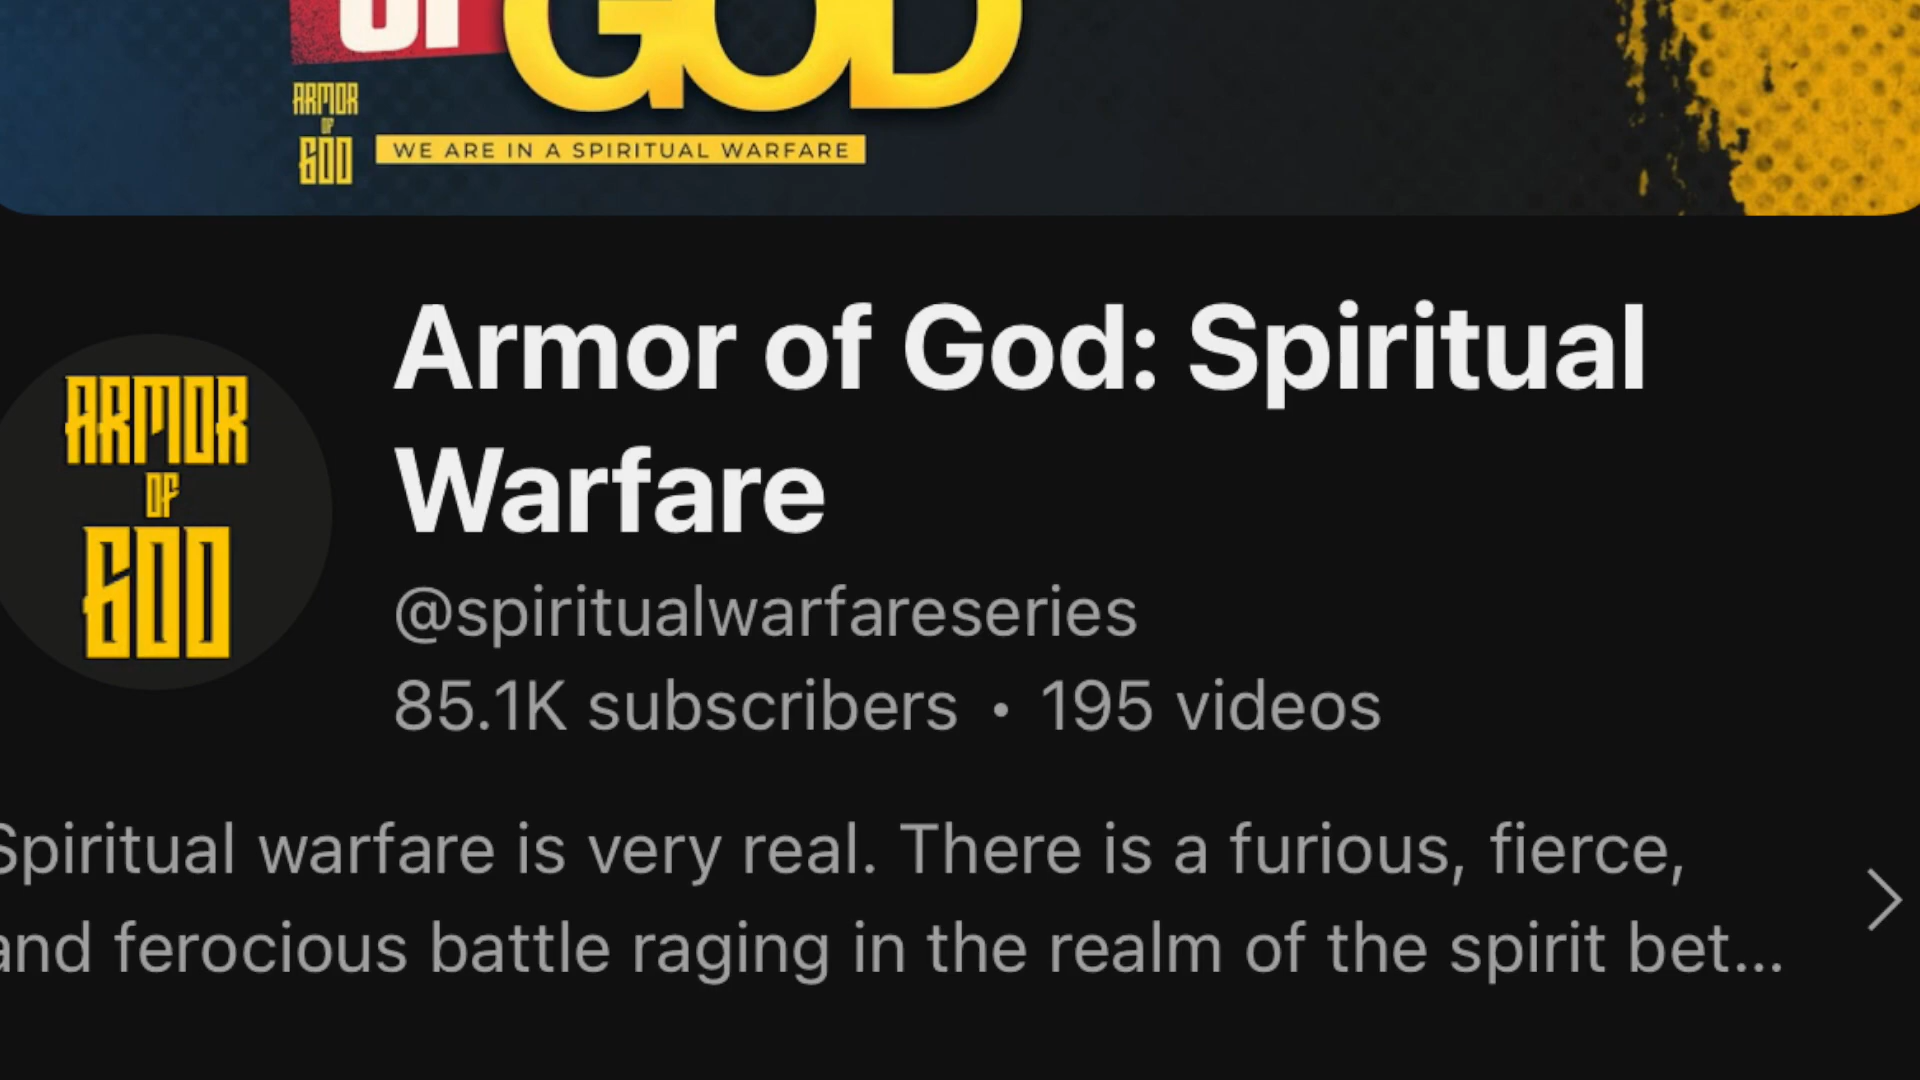 OF GOD
ARMOR
OF
GOD
WE ARE IN A SPIRITUAL WARFARE
Armor of God: Spiritual
Warfare
ARMOR
OF
GOD
@spiritualwarfareseries
85.1K subscribers • 195 videos
Spiritual warfare is very real. There is a furious, fierce,
and ferocious battle raging in the realm of the spirit bet...